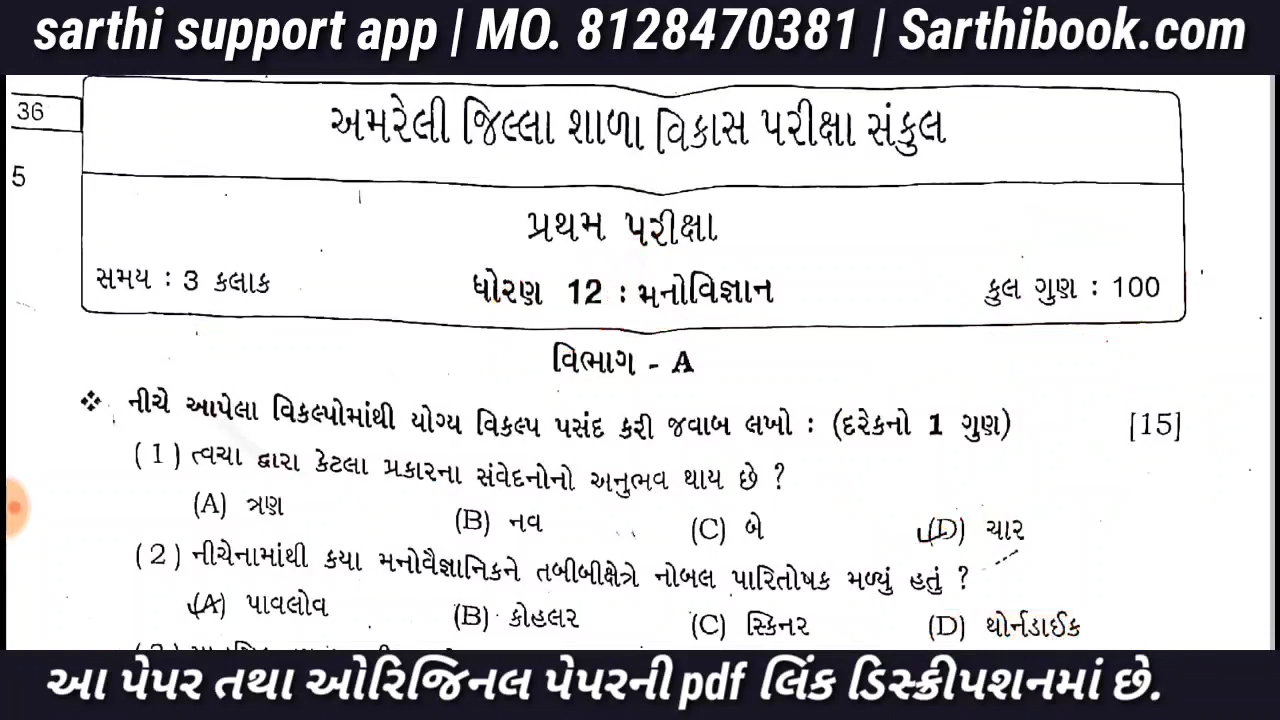 sarthi support app | MO. 8128470381 | Sarthibook.com
36
5
અમરેલી જિલ્લા શાળા વિકાસ પરીક્ષા સંકુલ
પ્રથમ પરીક્ષા
સમય : 3 કલાક ધોરણ 12 : મનોવિજ્ઞાન કુલ ગુણ : 100
વિભાગ - A
❖ નીચે આપેલા વિકલ્પોમાંથી યોગ્ય વિકલ્પ પસંદ કરી જવાબ લખો : (દરેકનો 1 ગુણ) [15]
(1) ત્વચા દ્વારા કેટલા પ્રકારના સંવેદનોનો અનુભવ થાય છે ?
(A) ત્રણ (B) નવ (C) બે (D) ચાર
(2) નીચેનામાંથી કયા મનોવૈજ્ઞાનિકને તબીબીક્ષેત્રે નોબલ પારિતોષક મળ્યું હતું ?
(A) પાવલોવ (B) કોહલર (C) સ્કિનર (D) થોર્નડાઈક
આ પેપર તથા ઓરિજિનલ પેપરની pdf લિંક ડિસ્ક્રીપશનમાં છે.